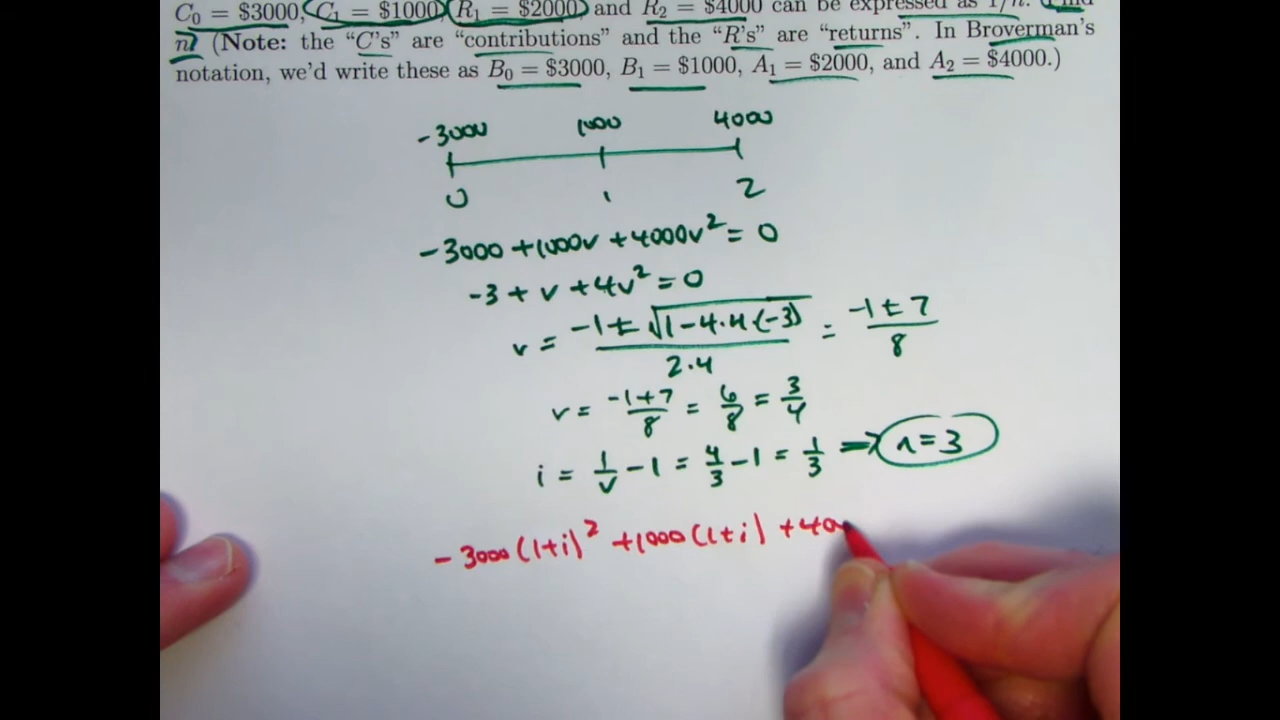 C₀ = $3000, C₁ = $1000, R₁ = $2000, and R₂ = $4000 can be expressed as 1/n. Find
n? (Note: the “C’s” are “contributions” and the “R’s” are “returns”. In Broverman’s
notation, we’d write these as B₀ = $3000, B₁ = $1000, A₁ = $2000, and A₂ = $4000.)
-3000 1000 4000
0 1 2
-3000 + 1000v + 4000v² = 0
-3 + v + 4v² = 0
v = (-1 ± √(1 - 4·4(-3))) / (2·4) = (-1 ± 7) / 8
v = (-1+7)/8 = 6/8 = 3/4
i = 1/v - 1 = 4/3 - 1 = 1/3 ⇒ n = 3
-3000(1+i)² + 1000(1+i) + 40